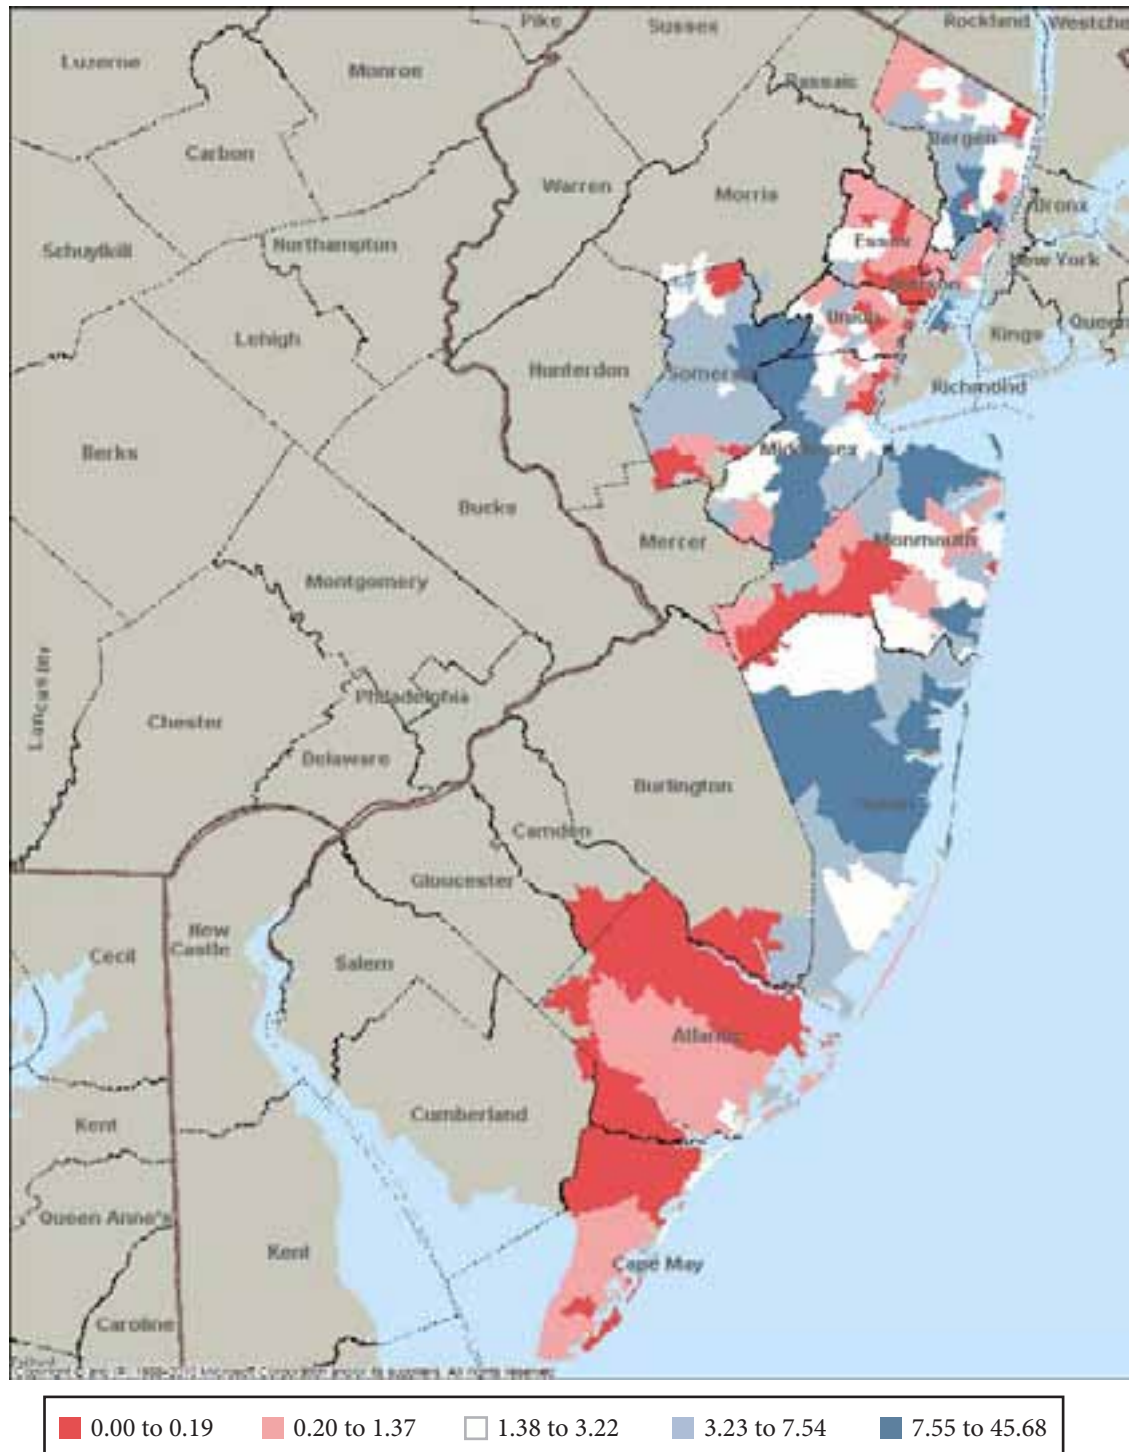 Pike
Sussex
Rockland
Luzerne
Monroe
Passaic
Carbon
Bergen
Warren
Morris
Bronx
Schuylkill
Northampton
Essex
New York
Hudson
Union
Kings
Lehigh
Hunterdon
Somerset
Richmond
Berks
Middlesex
Bucks
Mercer
Monmouth
Montgomery
Philadelphia
Chester
Delaware
Burlington
Camden
Gloucester
New
Castle
Cecil
Salem
Atlantic
Kent
Cumberland
Queen Anne's
Kent
Cape May
Caroline
0.00 to 0.19
0.20 to 1.37
1.38 to 3.22
3.23 to 7.54
7.55 to 45.68